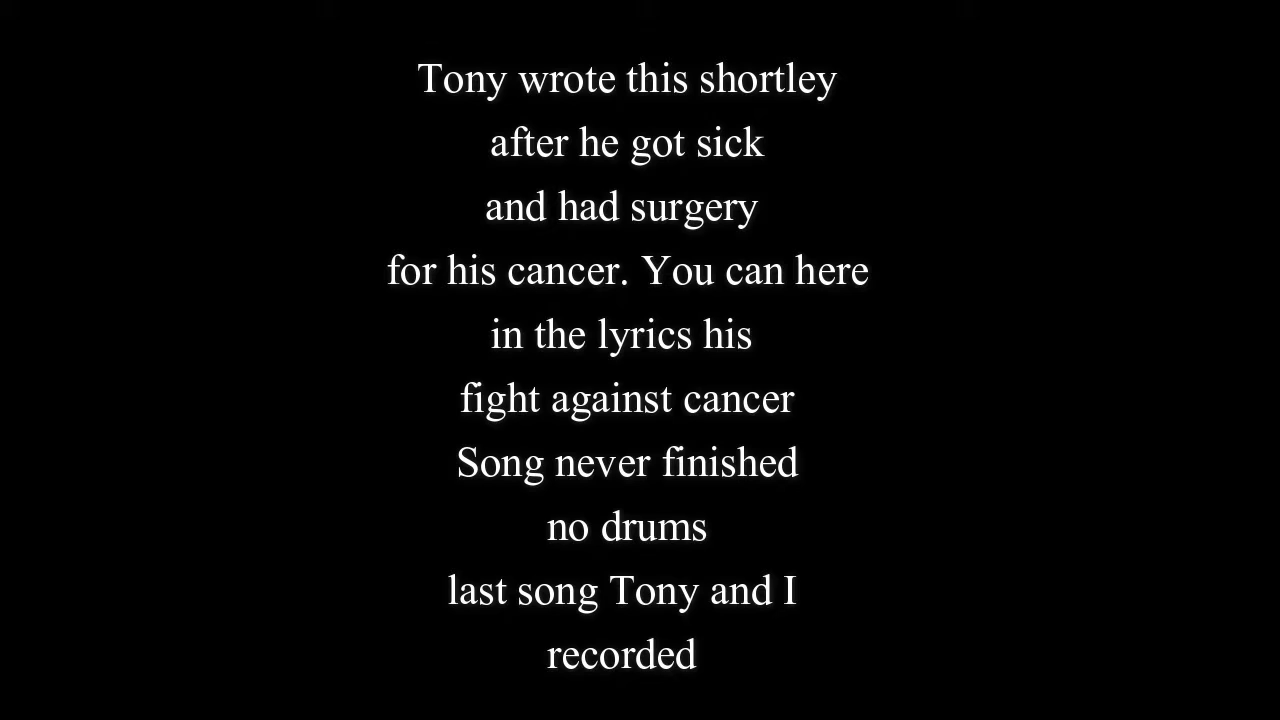 Tony wrote this shortley
after he got sick
and had surgery
for his cancer. You can here
in the lyrics his
fight against cancer
Song never finished
no drums
last song Tony and I
recorded